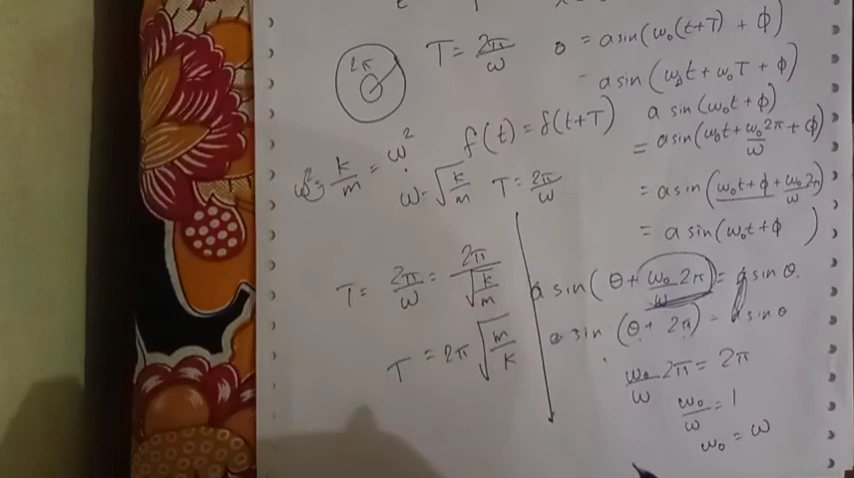 2π
T = 2π/ω
f(t) = f(t+T)
ω² = k/m = ω²
ω = √(k/m) T = 2π/ω
T = 2π/ω = 2π/√(k/m)
T = 2π√(m/k)
= a sin(ω₀(t+T) + φ)
= a sin(ω₀t + ω₀T + φ)
a sin(ω₀t + φ)
= a sin(ω₀t + ω₀2π/ω + φ)
= a sin(ω₀t + φ + ω₀2π/ω)
= a sin(ω₀t + φ )
a sin(θ + ω₀2π/ω) = a sin θ.
a sin(θ + 2π) = a sin θ
ω₀/ω 2π = 2π
ω₀/ω = 1
ω₀ = ω